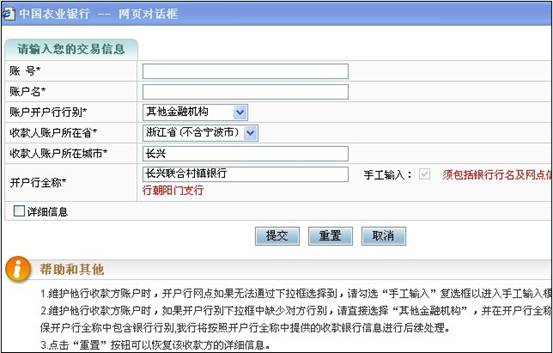 中国农业银行 -- 网页对话框
请输入您的交易信息
账 号*
账户名*
账户开户行行别* 其他金融机构
收款人账户所在省* 浙江省(不含宁波市)
收款人账户所在城市* 长兴
开户行全称* 长兴联合村镇银行 手工输入： 须包括银行行名及网点信
行朝阳门支行
详细信息
提交 重置 取消
帮助和其他
1.维护他行收款方账户时，开户行网点如果无法通过下拉框选择到，请勾选“手工输入”复选框以进入手工输入模
2.维护他行收款方账户时，如果开户行别下拉框中缺少对方行别，请直接选择“其他金融机构”，并在开户行全
保开户行全称中包含银行行别,我行将按照开户行全称中提供的收款银行信息进行后续处理。
3.点击“重置”按钮可以恢复该收款方的详细信息。